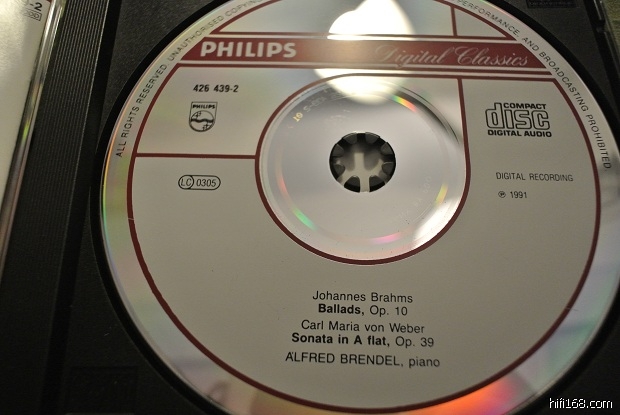 ALL RIGHTS RESERVED. UNAUTHORISED COPYING
PERFORMANCE, AND BROADCASTING PROHIBITED
PHILIPS Digital Classics
426 439-2
PHILIPS
COMPACT
disc
DIGITAL AUDIO
LC 0305
DIGITAL RECORDING
℗ 1991
Johannes Brahms
Ballads, Op. 10
Carl Maria von Weber
Sonata in A flat, Op. 39
ALFRED BRENDEL, piano
hifi168.com